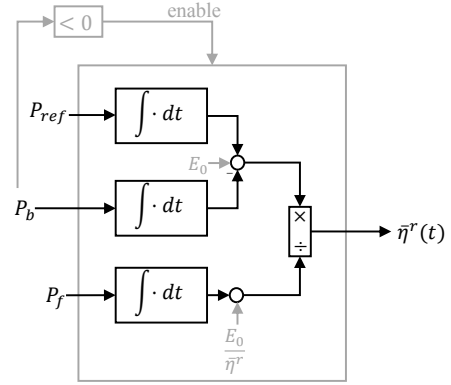 enable
< 0
P_ref
∫ · dt
E_0
-
P_b
∫ · dt
×
÷
η̄^r(t)
P_f
∫ · dt
E_0
η̄^r